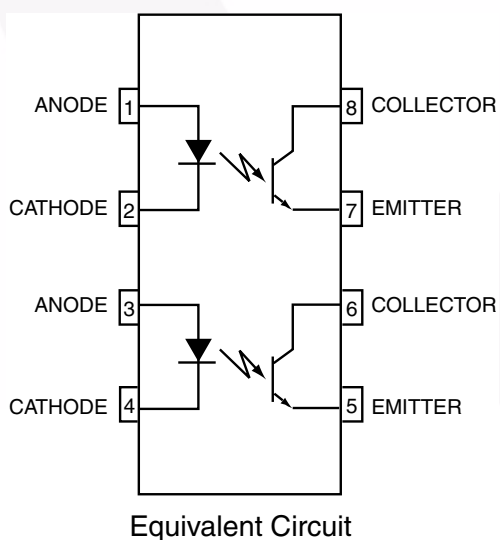 ANODE 1 8 COLLECTOR
CATHODE 2 7 EMITTER
ANODE 3 6 COLLECTOR
CATHODE 4 5 EMITTER
Equivalent Circuit